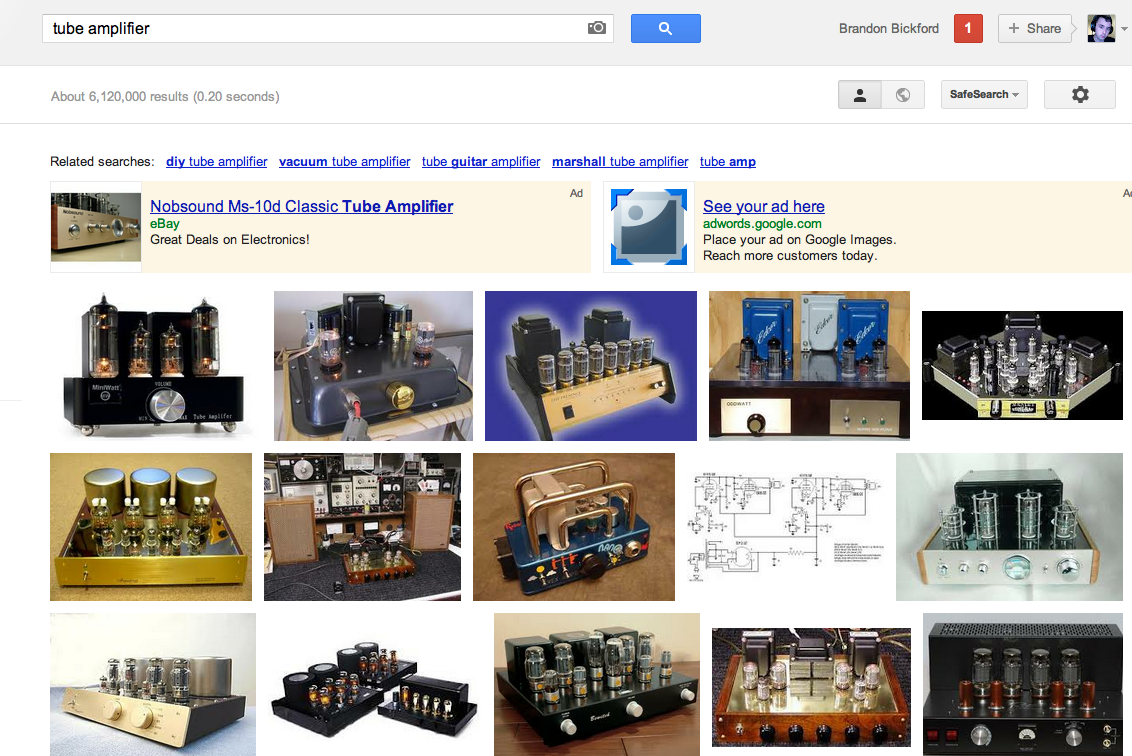 tube amplifier
Brandon Bickford
1
+ Share
About 6,120,000 results (0.20 seconds)
SafeSearch
Related searches: diy tube amplifier vacuum tube amplifier tube guitar amplifier marshall tube amplifier tube amp
Nobsound Ms-10d Classic Tube Amplifier
Ad
eBay
Great Deals on Electronics!
See your ad here
adwords.google.com
Place your ad on Google Images.
Reach more customers today.
MiniWatt
VOLUME
Tube Amplifier
ODDWATT
nano